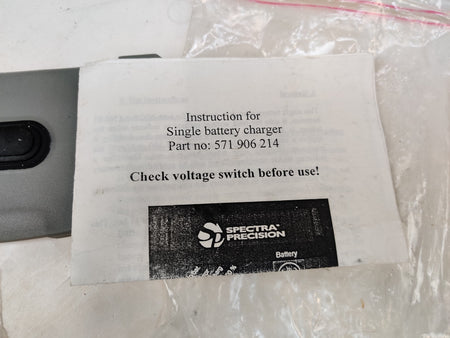 Instruction for
Single battery charger
Part no: 571 906 214
Check voltage switch before use!
SPECTRA
PRECISION
Battery